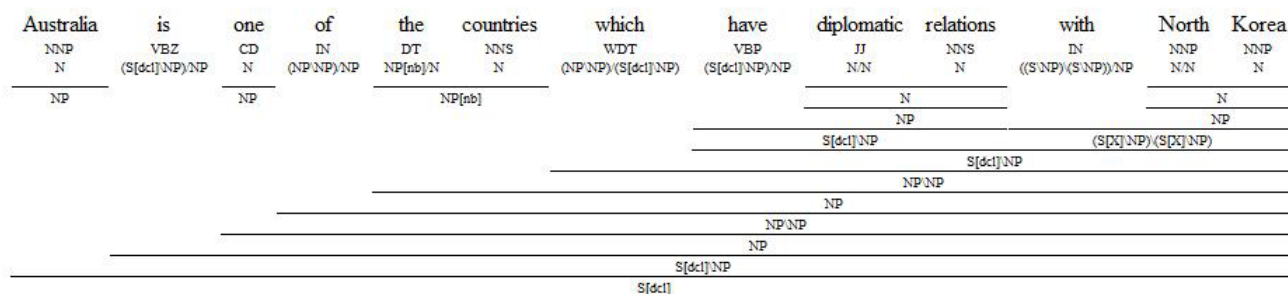 Australia is one of the countries which have diplomatic relations with North Korea
NNP VBZ CD IN DT NNS WDT VBP JJ NNS IN NNP NNP
N (S[dcl]\NP)/NP N (NP\NP)/NP NP[nb]/N N (NP\NP)/(S[dcl]\NP) (S[dcl]\NP)/NP N/N N ((S\NP)\(S\NP))/NP N/N N
NP NP NP[nb] N N
NP NP
S[dcl]\NP (S[X]\NP)\(S[X]\NP)
S[dcl]\NP
NP\NP
NP
NP\NP
NP
S[dcl]\NP
S[dcl]